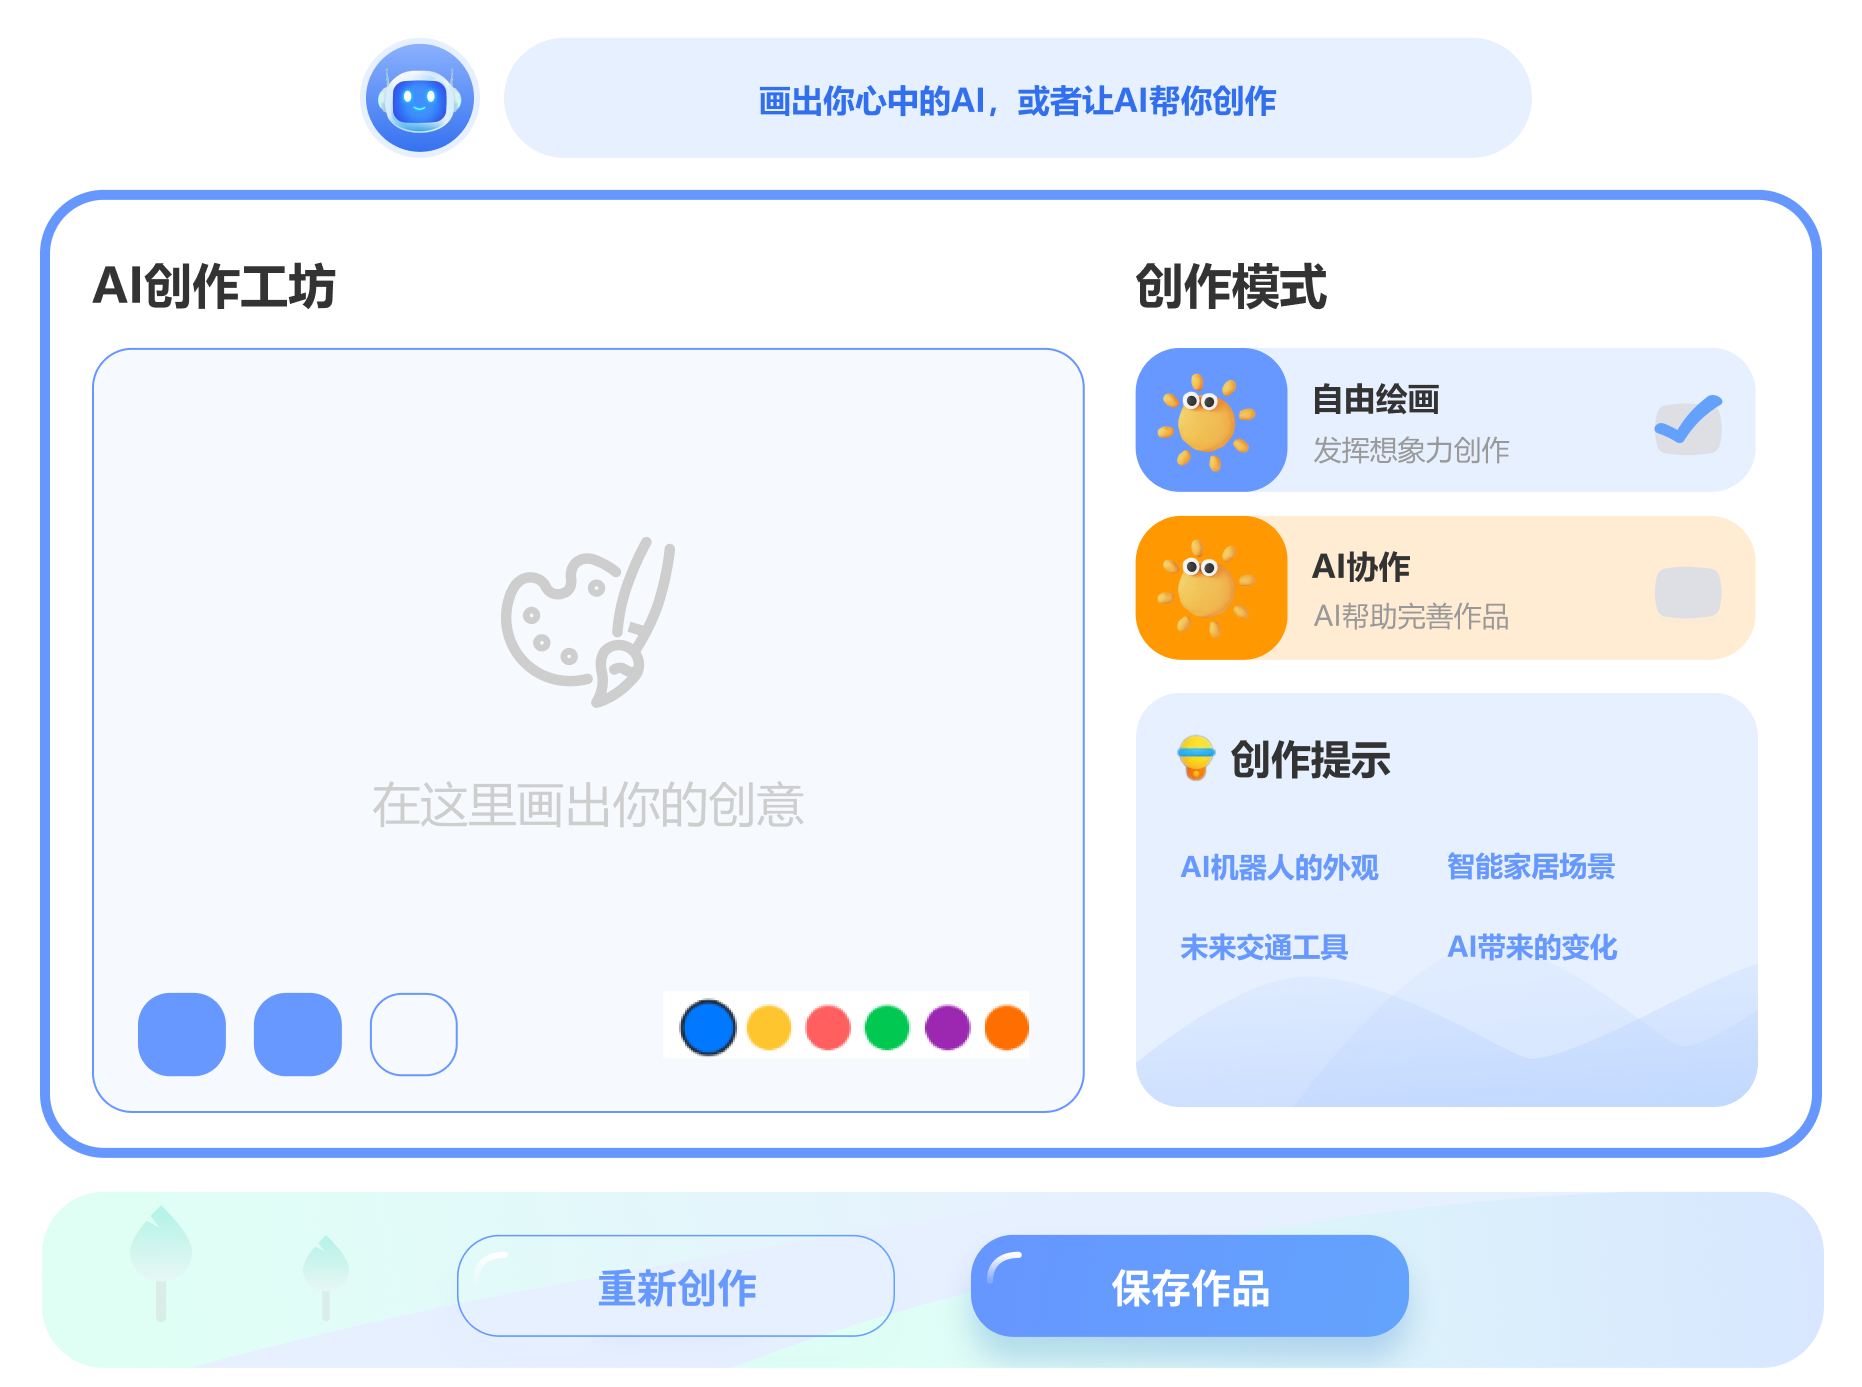 画出你心中的AI，或者让AI帮你创作
AI创作工坊
在这里画出你的创意
创作模式
自由绘画
发挥想象力创作
AI协作
AI帮助完善作品
创作提示
AI机器人的外观
智能家居场景
未来交通工具
AI带来的变化
重新创作
保存作品